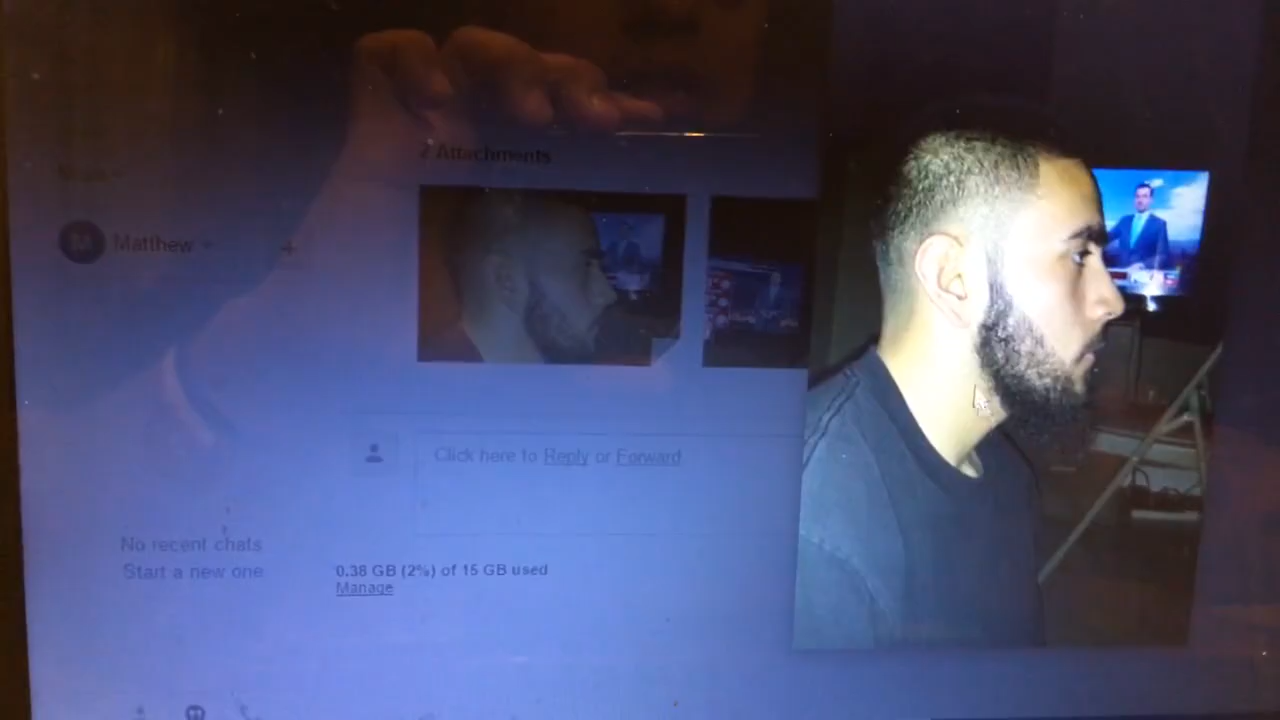 2 Attachments
M
Matthew
+
Click here to Reply or Forward
No recent chats
Start a new one
0.38 GB (2%) of 15 GB used
Manage